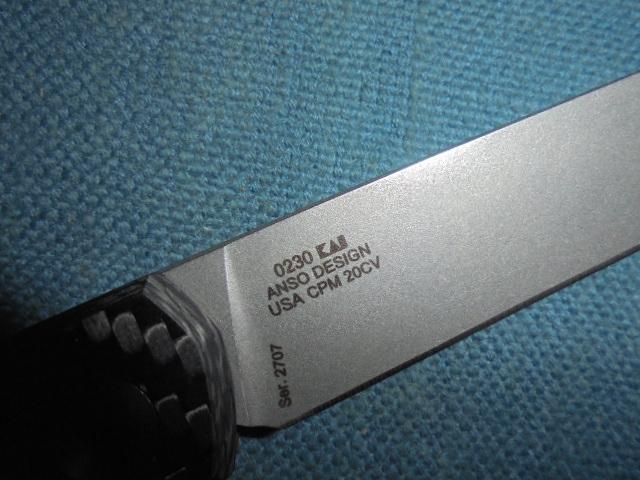 0230 KAI
ANSO DESIGN
USA CPM 20CV
Ser. 2707